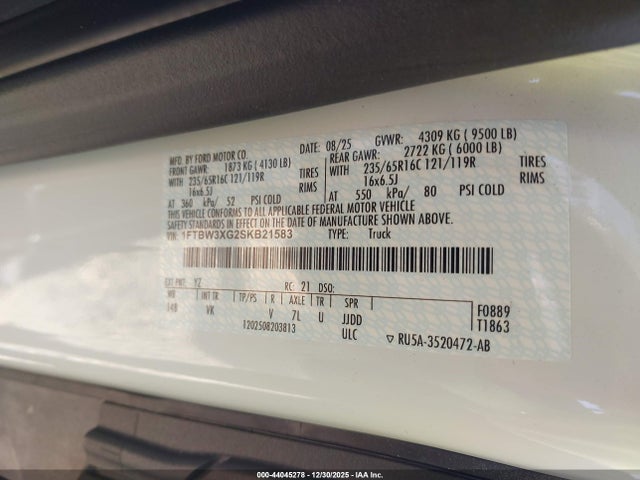 MFD. BY FORD MOTOR CO.
DATE: 08/25 GVWR: 4309 KG ( 9500 LB)
FRONT GAWR: 1873 KG ( 4130 LB)
REAR GAWR: 2722 KG ( 6000 LB)
WITH 235/65R16C 121/119R TIRES
235/65R16C 121/119R TIRES
16x6.5J RIMS
16x6.5J RIMS
AT 360 kPa/ 52 PSI COLD
AT 550 kPa/ 80 PSI COLD
THIS VEHICLE CONFORMS TO ALL APPLICABLE FEDERAL MOTOR VEHICLE
SAFETY STANDARDS IN EFFECT ON THE DATE OF MANUFACTURE SHOWN ABOVE.
VIN: 1FTBW3XG2SKB21583
TYPE: Truck
EXT PNT: YZ RC: 21 DSO:
WB INT TR TP/PS R AXLE TR SPR
148 VK V 7L U JJDD
F0889
T1863
1202508203813 ULC
RU5A-3520472-AB
000-44045278 - 12/30/2025 - IAA Inc.